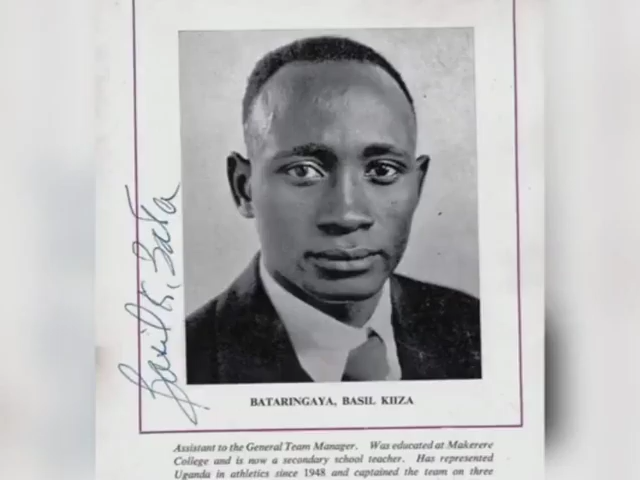 Basil K. Bata
BATARINGAYA, BASIL KIIZA
Assistant to the General Team Manager. Was educated at Makerere
College and is now a secondary school teacher. Has represented
Uganda in athletics since 1948 and captained the team on three